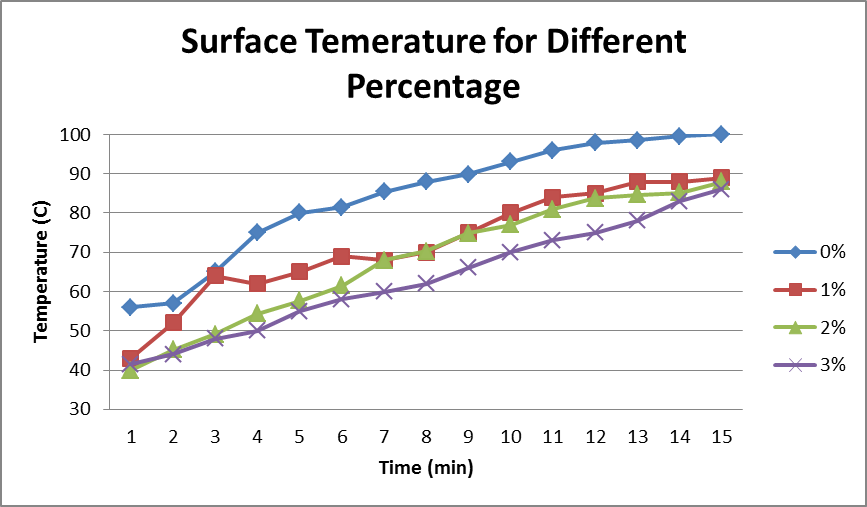 Surface Temerature for Different
Percentage
Temperature (C)
100
90
80
70
60
50
40
30
1 2 3 4 5 6 7 8 9 10 11 12 13 14 15
Time (min)
0%
1%
2%
3%